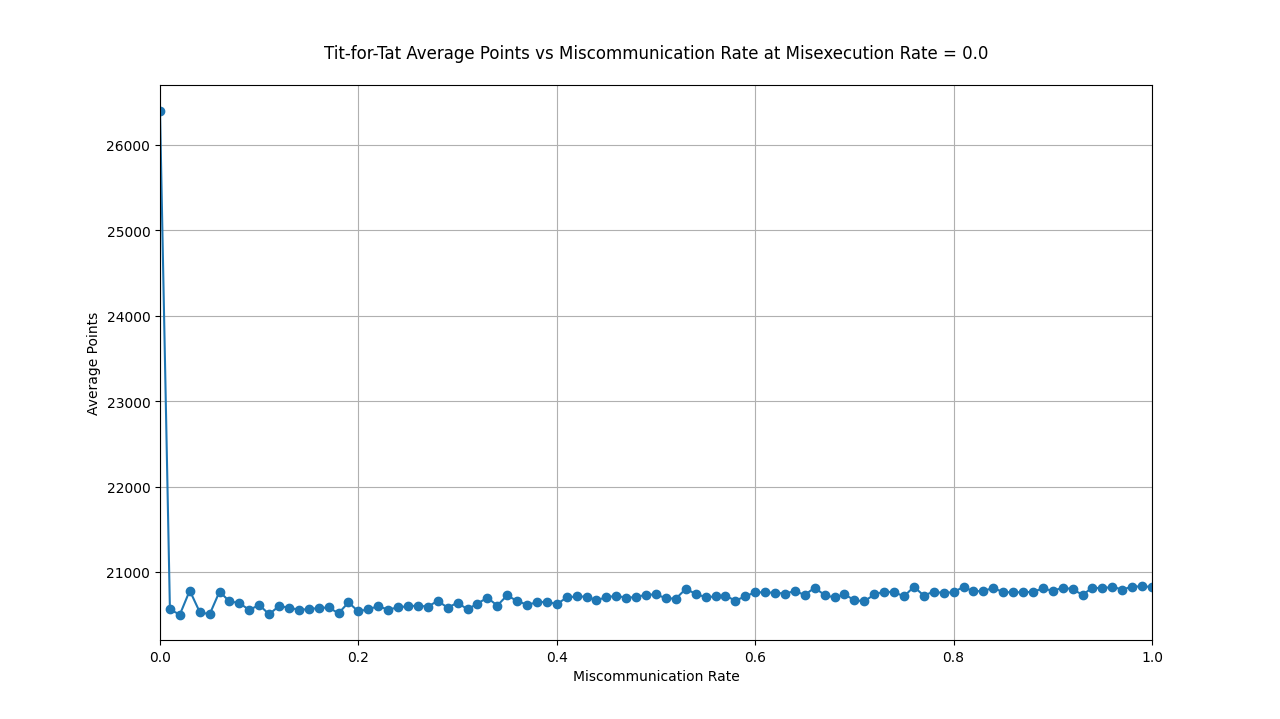 Tit-for-Tat Average Points vs Miscommunication Rate at Misexecution Rate = 0.0
26000
25000
24000
23000
22000
21000
Average Points
0.0 0.2 0.4 0.6 0.8 1.0
Miscommunication Rate